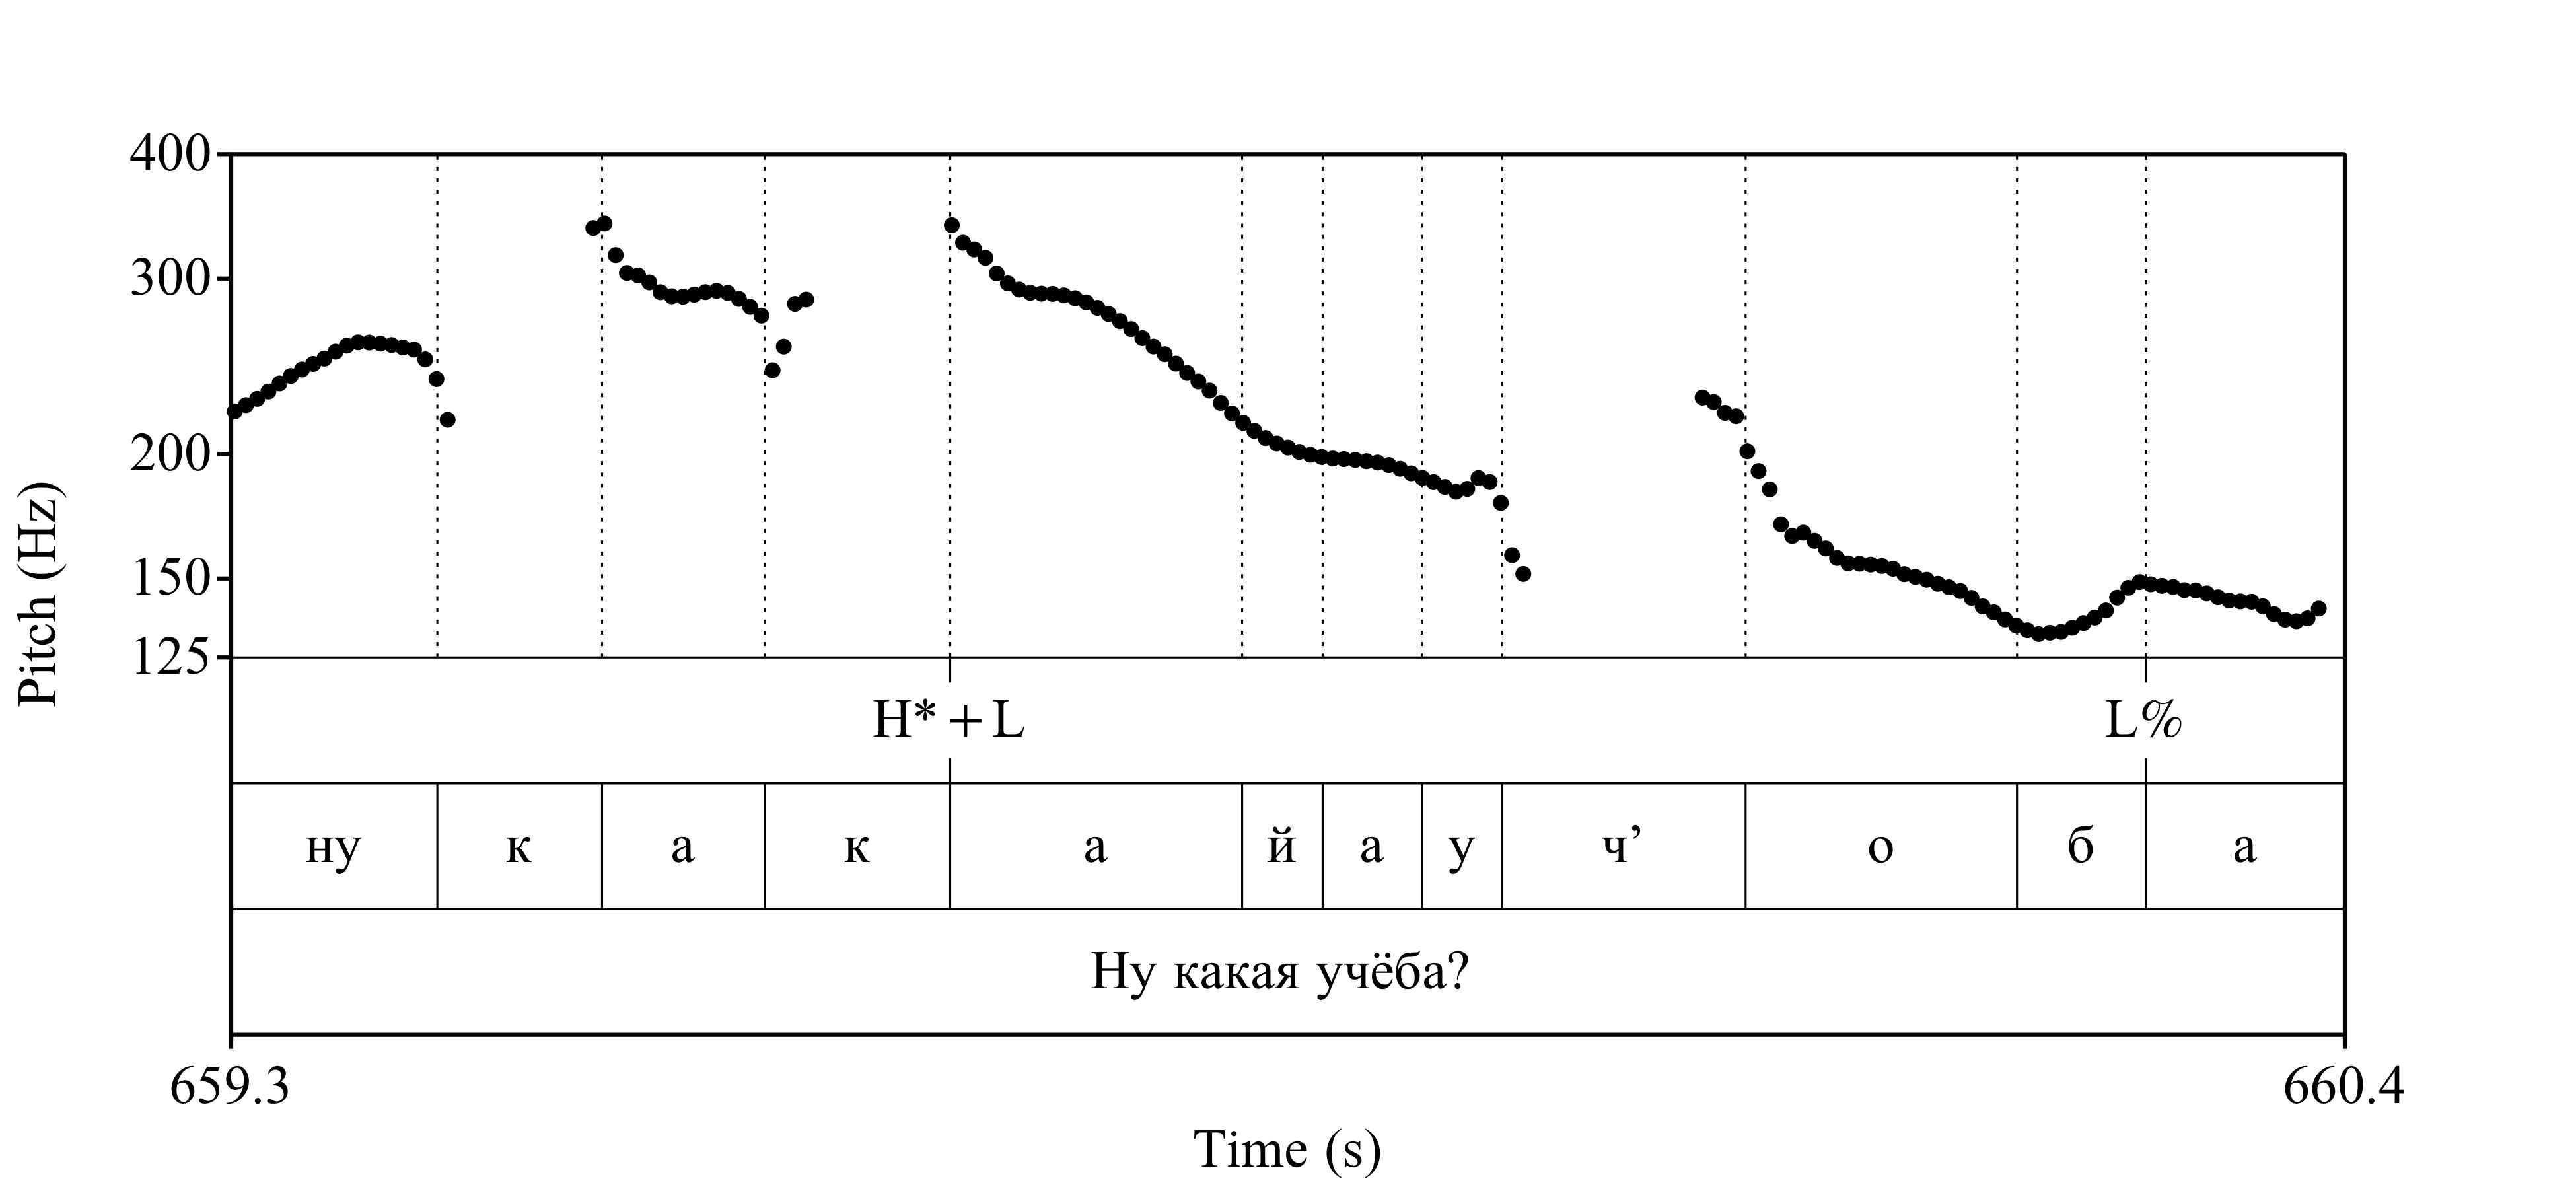 400
300
200
150
125
Pitch (Hz)
H*+L L%
ну к а к а й а у ч’ о б а
Ну какая учёба?
659.3 660.4
Time (s)